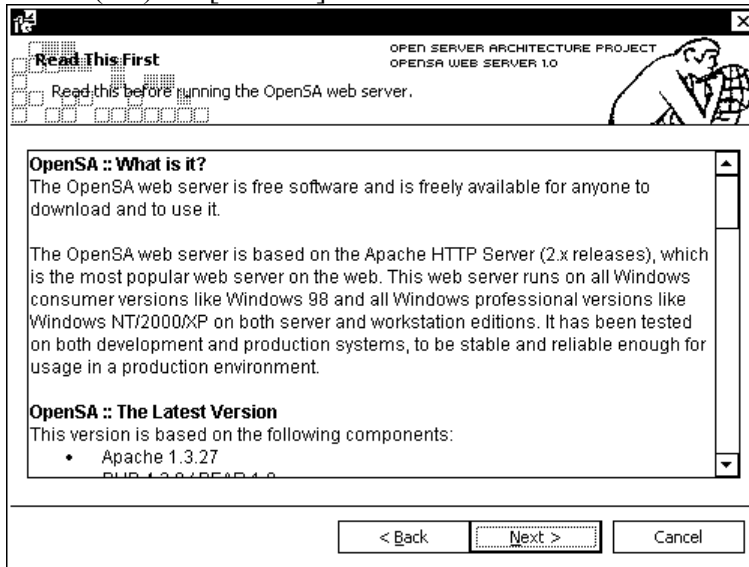 Read This First
OPEN SERVER ARCHITECTURE PROJECT
OPENSA WEB SERVER 1.0
Read this before running the OpenSA web server.
OpenSA :: What is it?
The OpenSA web server is free software and is freely available for anyone to
download and to use it.
The OpenSA web server is based on the Apache HTTP Server (2.x releases), which
is the most popular web server on the web. This web server runs on all Windows
consumer versions like Windows 98 and all Windows professional versions like
Windows NT/2000/XP on both server and workstation editions. It has been tested
on both development and production systems, to be stable and reliable enough for
usage in a production environment.
OpenSA :: The Latest Version
This version is based on the following components:
• Apache 1.3.27
< Back
Next >
Cancel